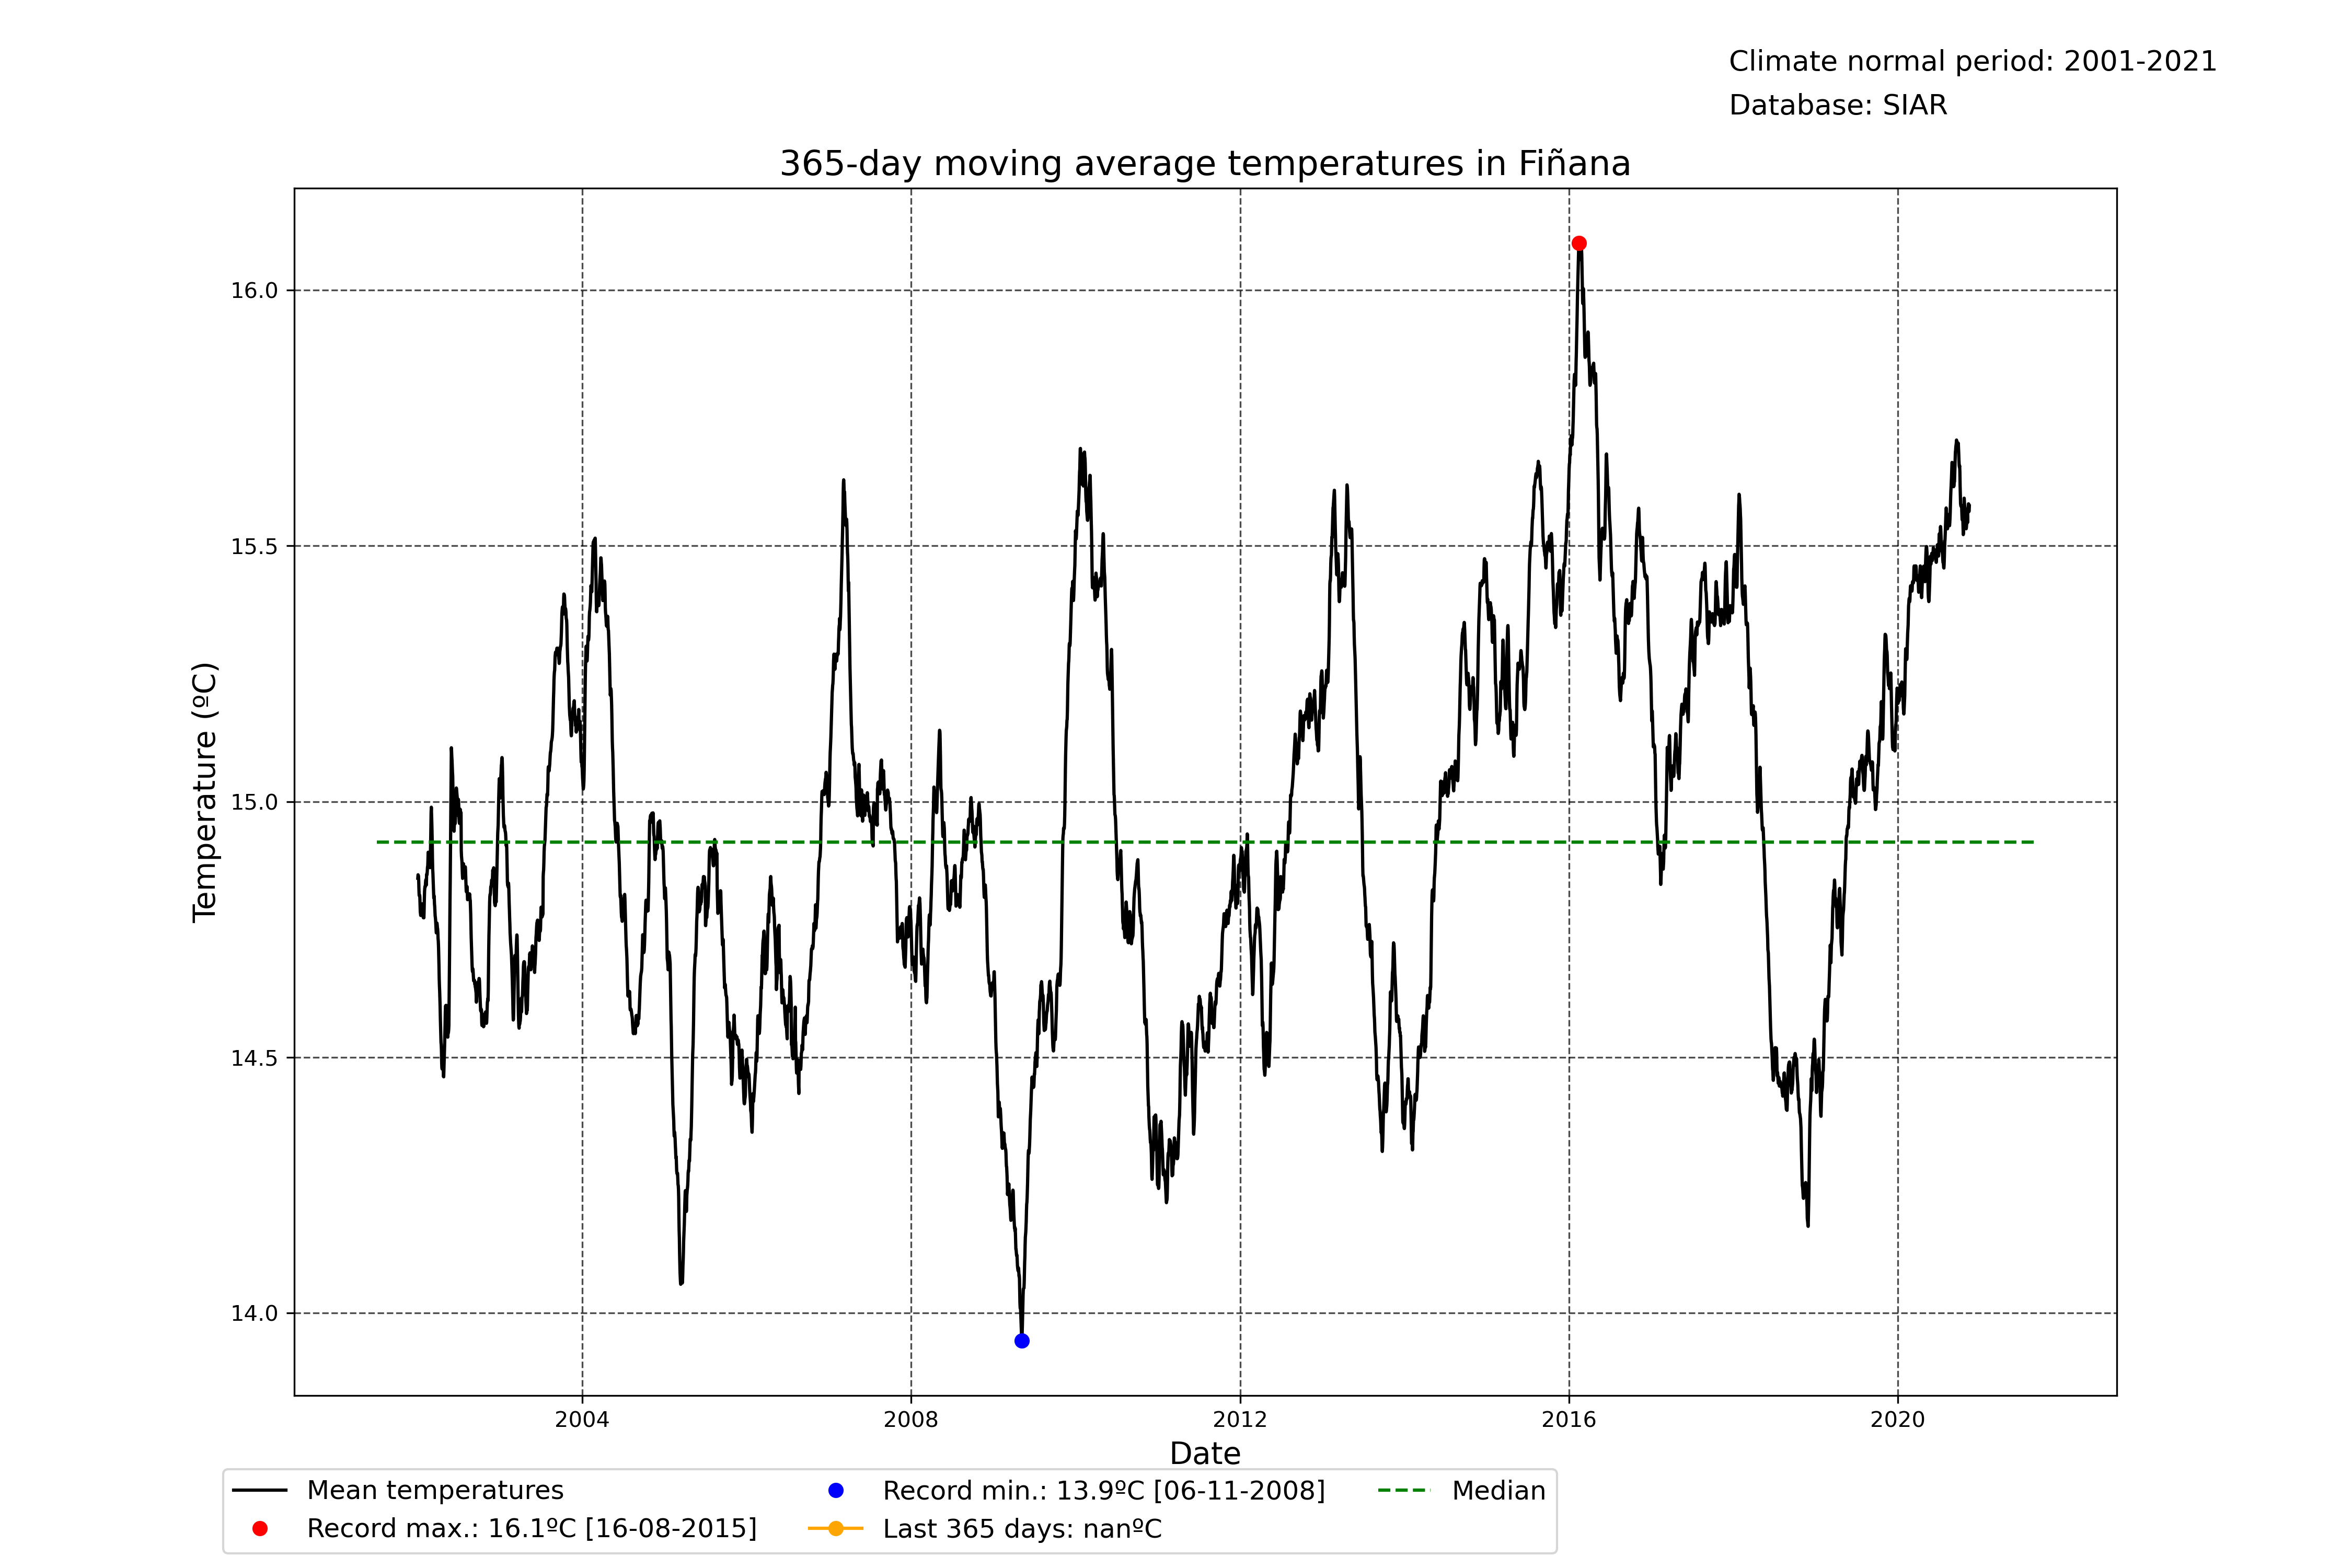 Climate normal period: 2001-2021
Database: SIAR
365-day moving average temperatures in Fiñana
16.0
15.5
15.0
14.5
14.0
Temperature (ºC)
2004 2008 2012 2016 2020
Date
Mean temperatures
Record max.: 16.1ºC [16-08-2015]
Record min.: 13.9ºC [06-11-2008]
Last 365 days: nanºC
Median